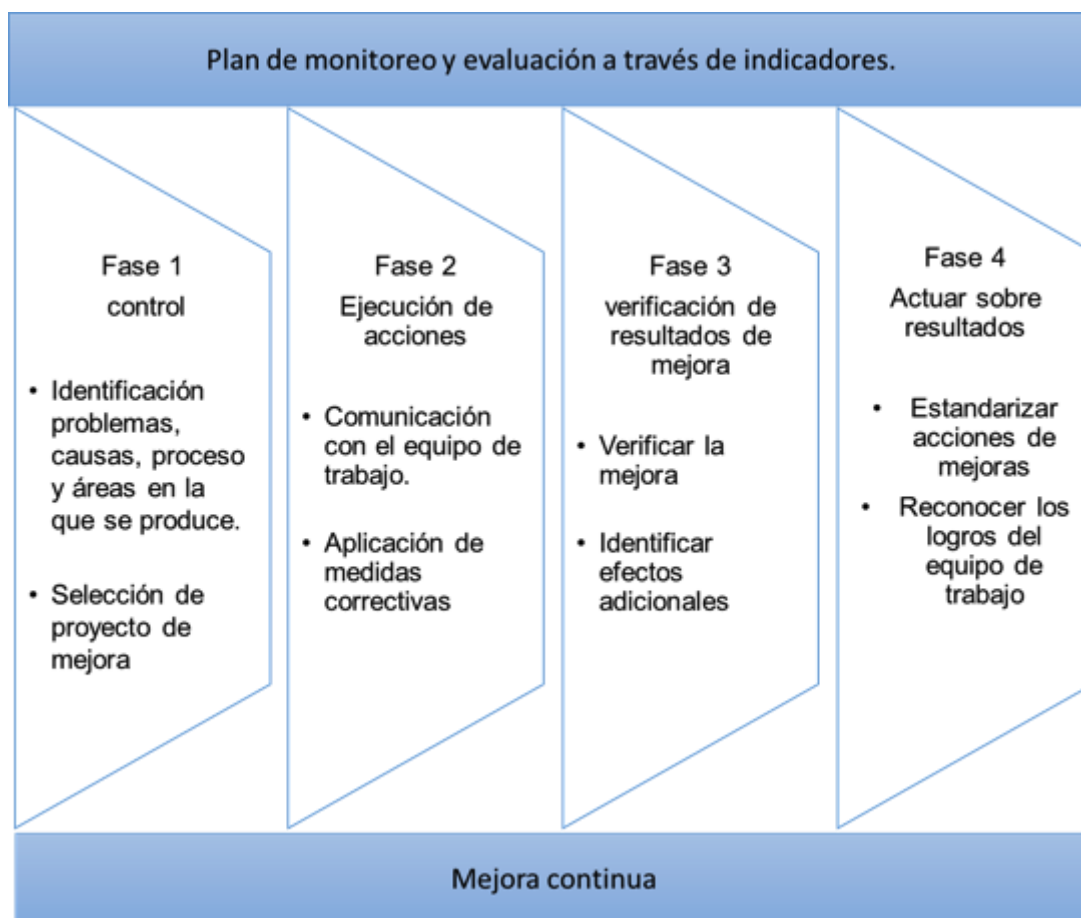 Plan de monitoreo y evaluación a través de indicadores.
Fase 1
control
• Identificación
problemas,
causas, proceso
y áreas en la
que se produce.
• Selección de
proyecto de
mejora
Fase 2
Ejecución de
acciones
• Comunicación
con el equipo de
trabajo.
• Aplicación de
medidas
correctivas
Fase 3
verificación de
resultados de
mejora
• Verificar la
mejora
• Identificar
efectos
adicionales
Fase 4
Actuar sobre
resultados
• Estandarizar
acciones de
mejoras
• Reconocer los
logros del
equipo de
trabajo
Mejora continua